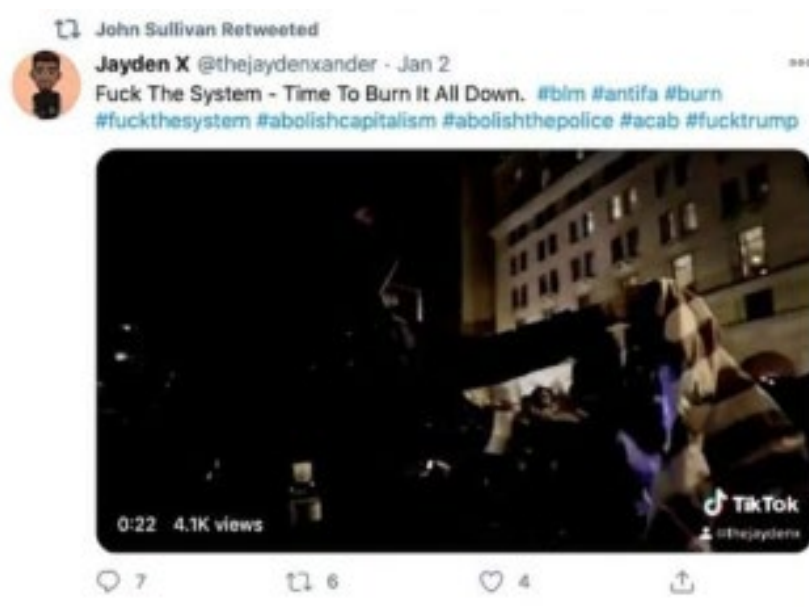 John Sullivan Retweeted
Jayden X @thejaydenxander · Jan 2
Fuck The System - Time To Burn It All Down. #blm #antifa #burn
#fuckthesystem #abolishcapitalism #abolishthepolice #acab #fucktrump
TikTok
0:22 4.1K views
@thejaydenx
7 6 4